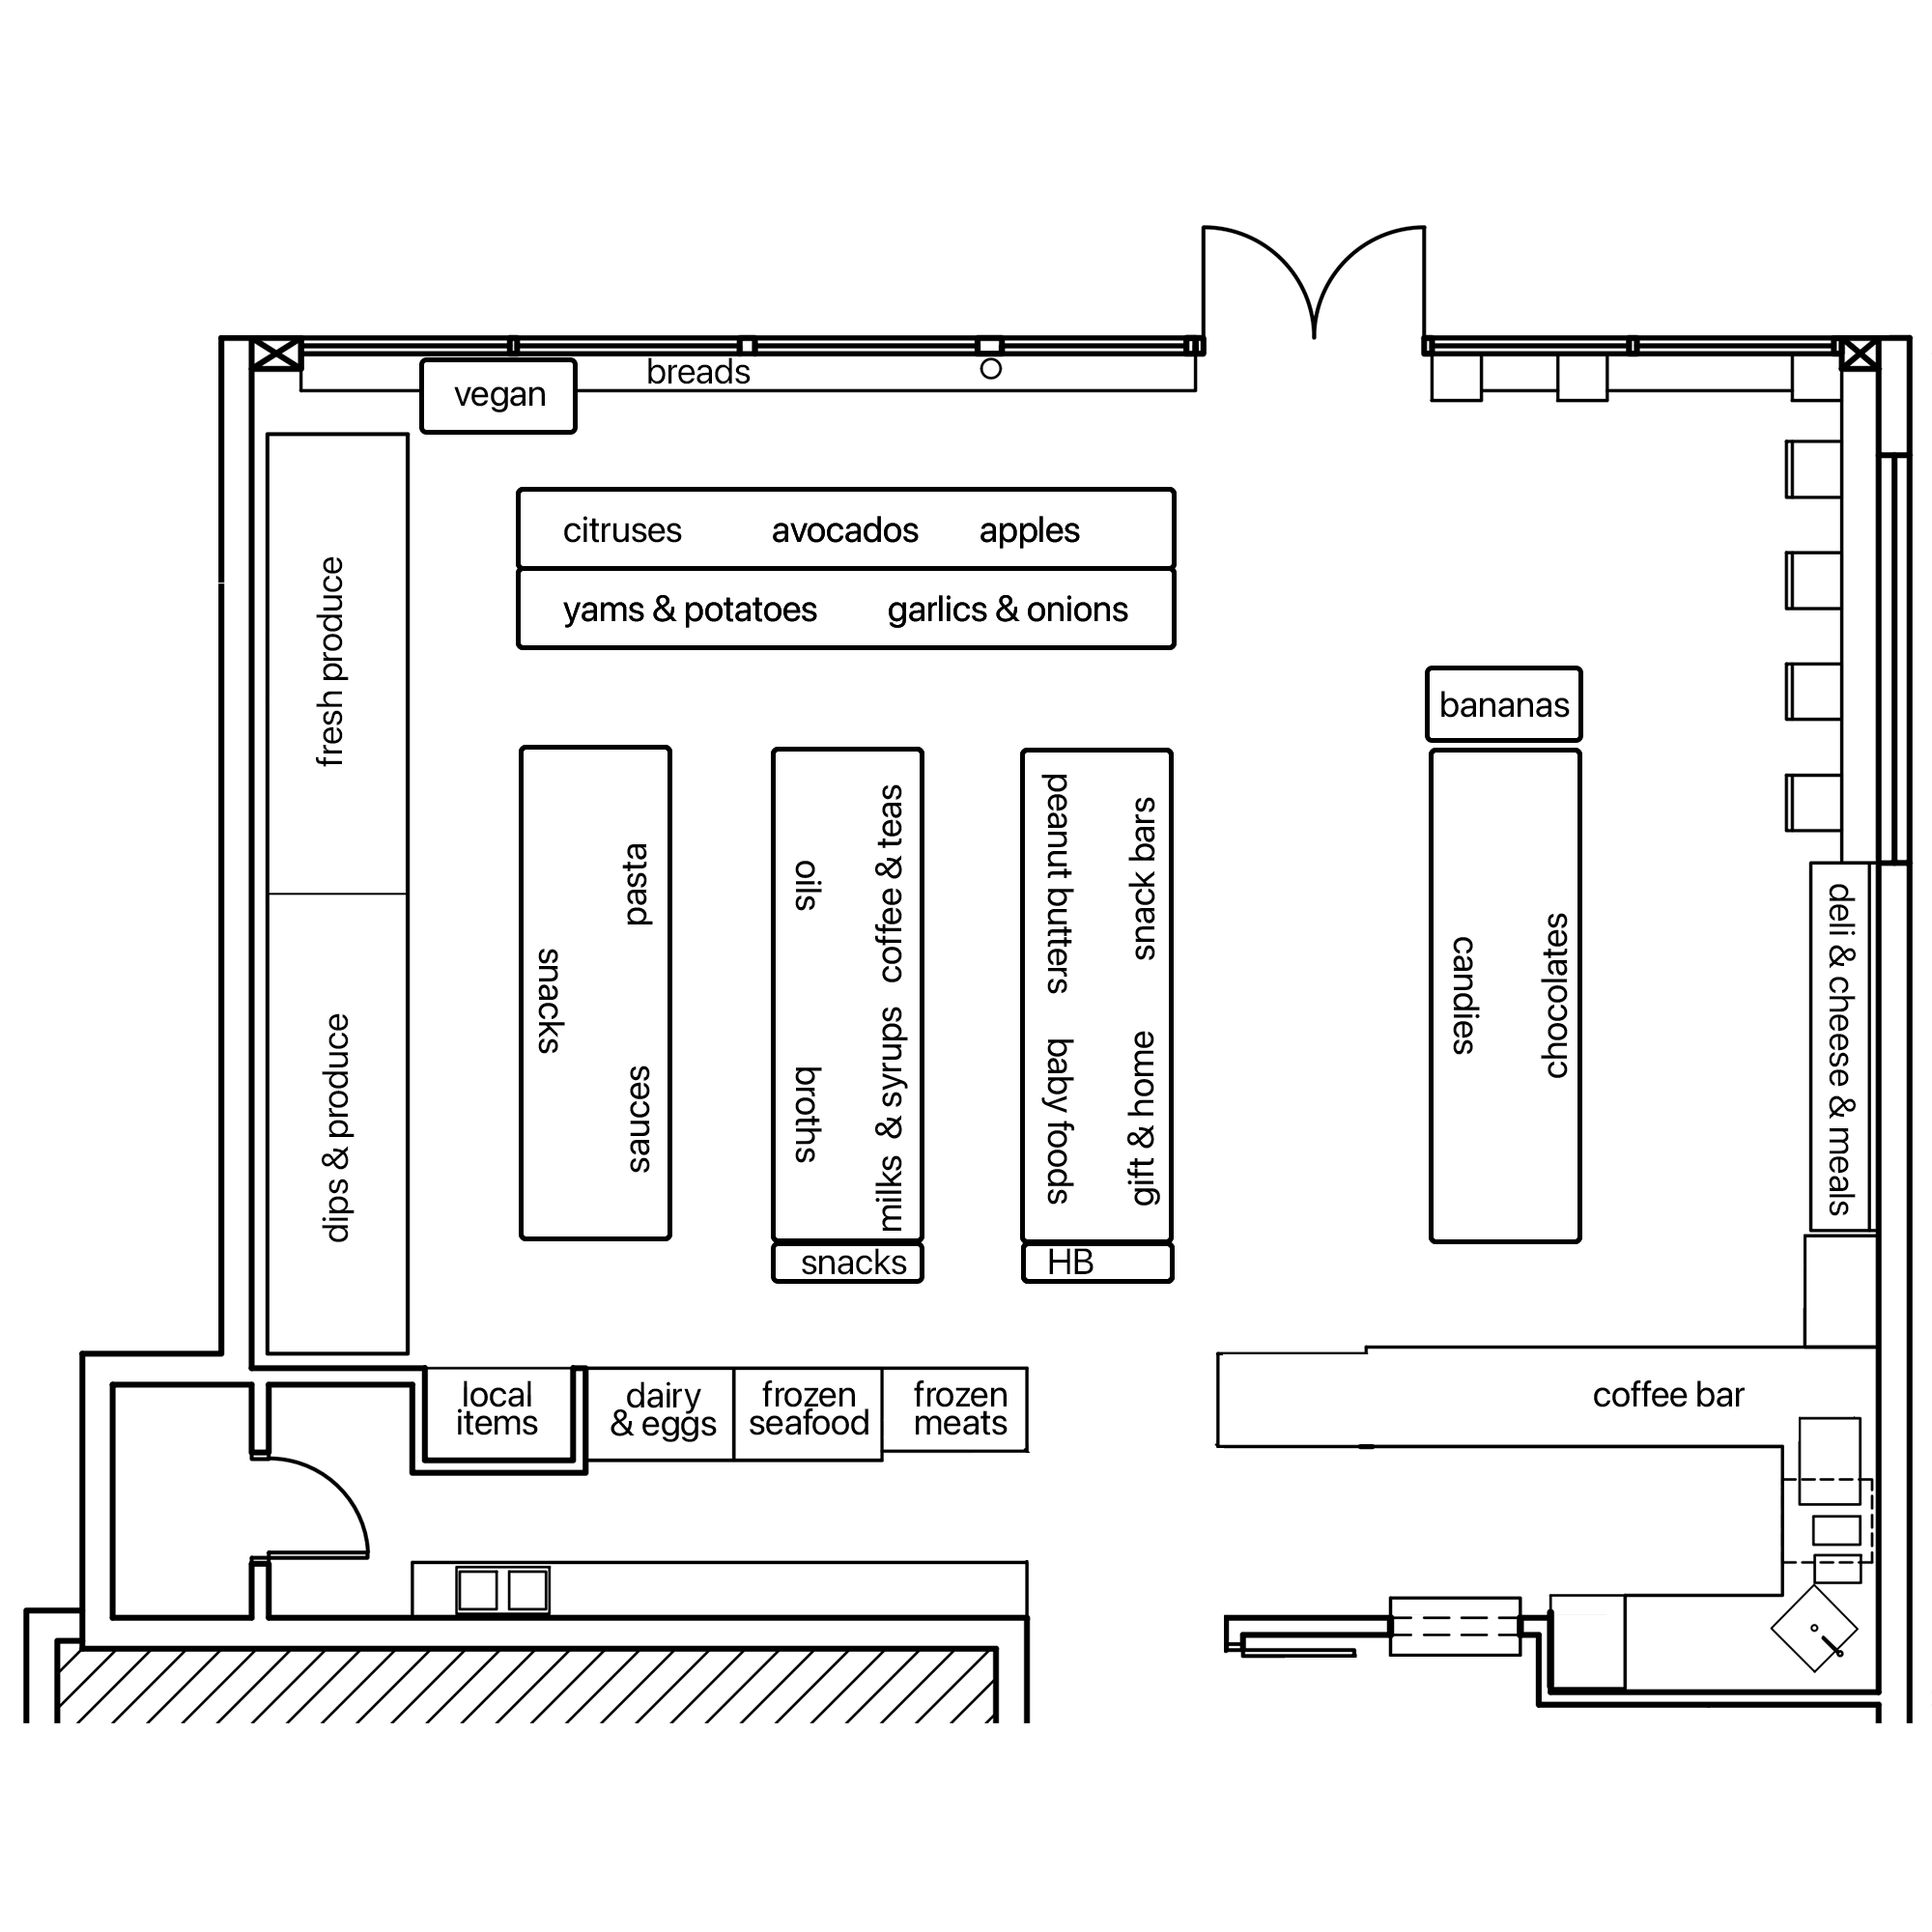 breads
vegan
citruses avocados apples
yams & potatoes garlics & onions
fresh produce
dips & produce
bananas
snacks
pasta
sauces
oils
broths
coffee & teas
milks & syrups
snacks
peanut butters
baby foods
snack bars
gift & home
HB
candies
chocolates
deli & cheese & meals
local
items
dairy
& eggs
frozen
seafood
frozen
meats
coffee bar